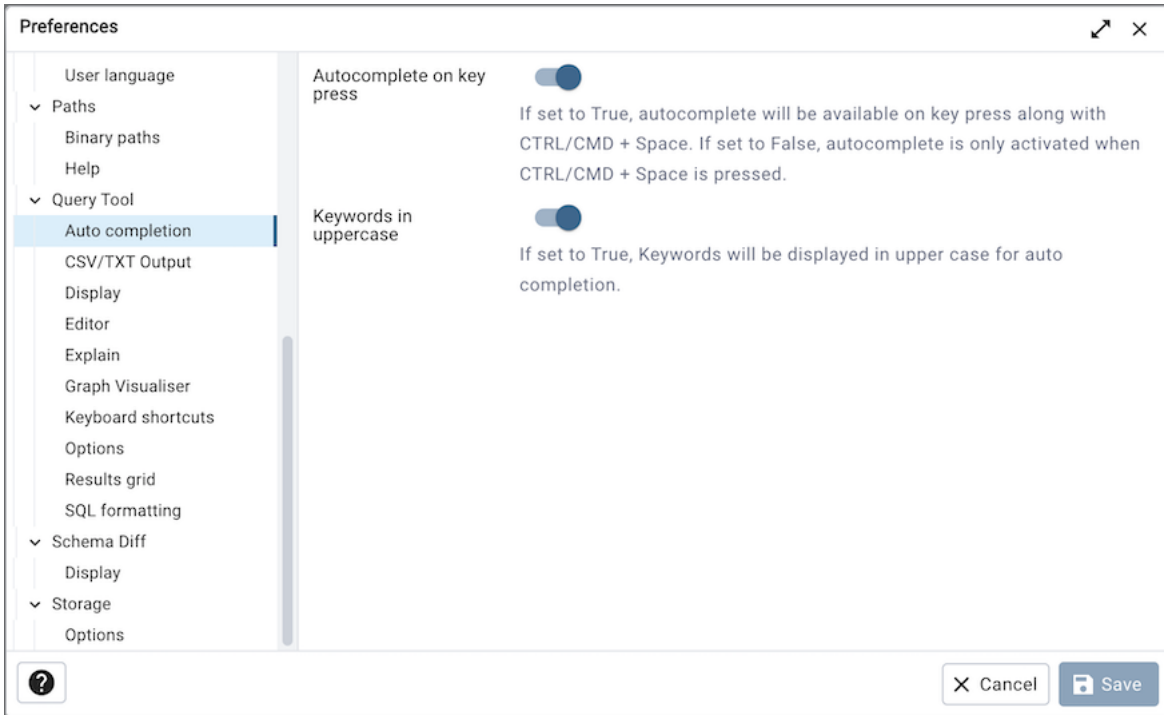 Preferences
User language
Paths
Binary paths
Help
Query Tool
Auto completion
CSV/TXT Output
Display
Editor
Explain
Graph Visualiser
Keyboard shortcuts
Options
Results grid
SQL formatting
Schema Diff
Display
Storage
Options
Autocomplete on key
press
If set to True, autocomplete will be available on key press along with
CTRL/CMD + Space. If set to False, autocomplete is only activated when
CTRL/CMD + Space is pressed.
Keywords in
uppercase
If set to True, Keywords will be displayed in upper case for auto
completion.
?
Cancel
Save